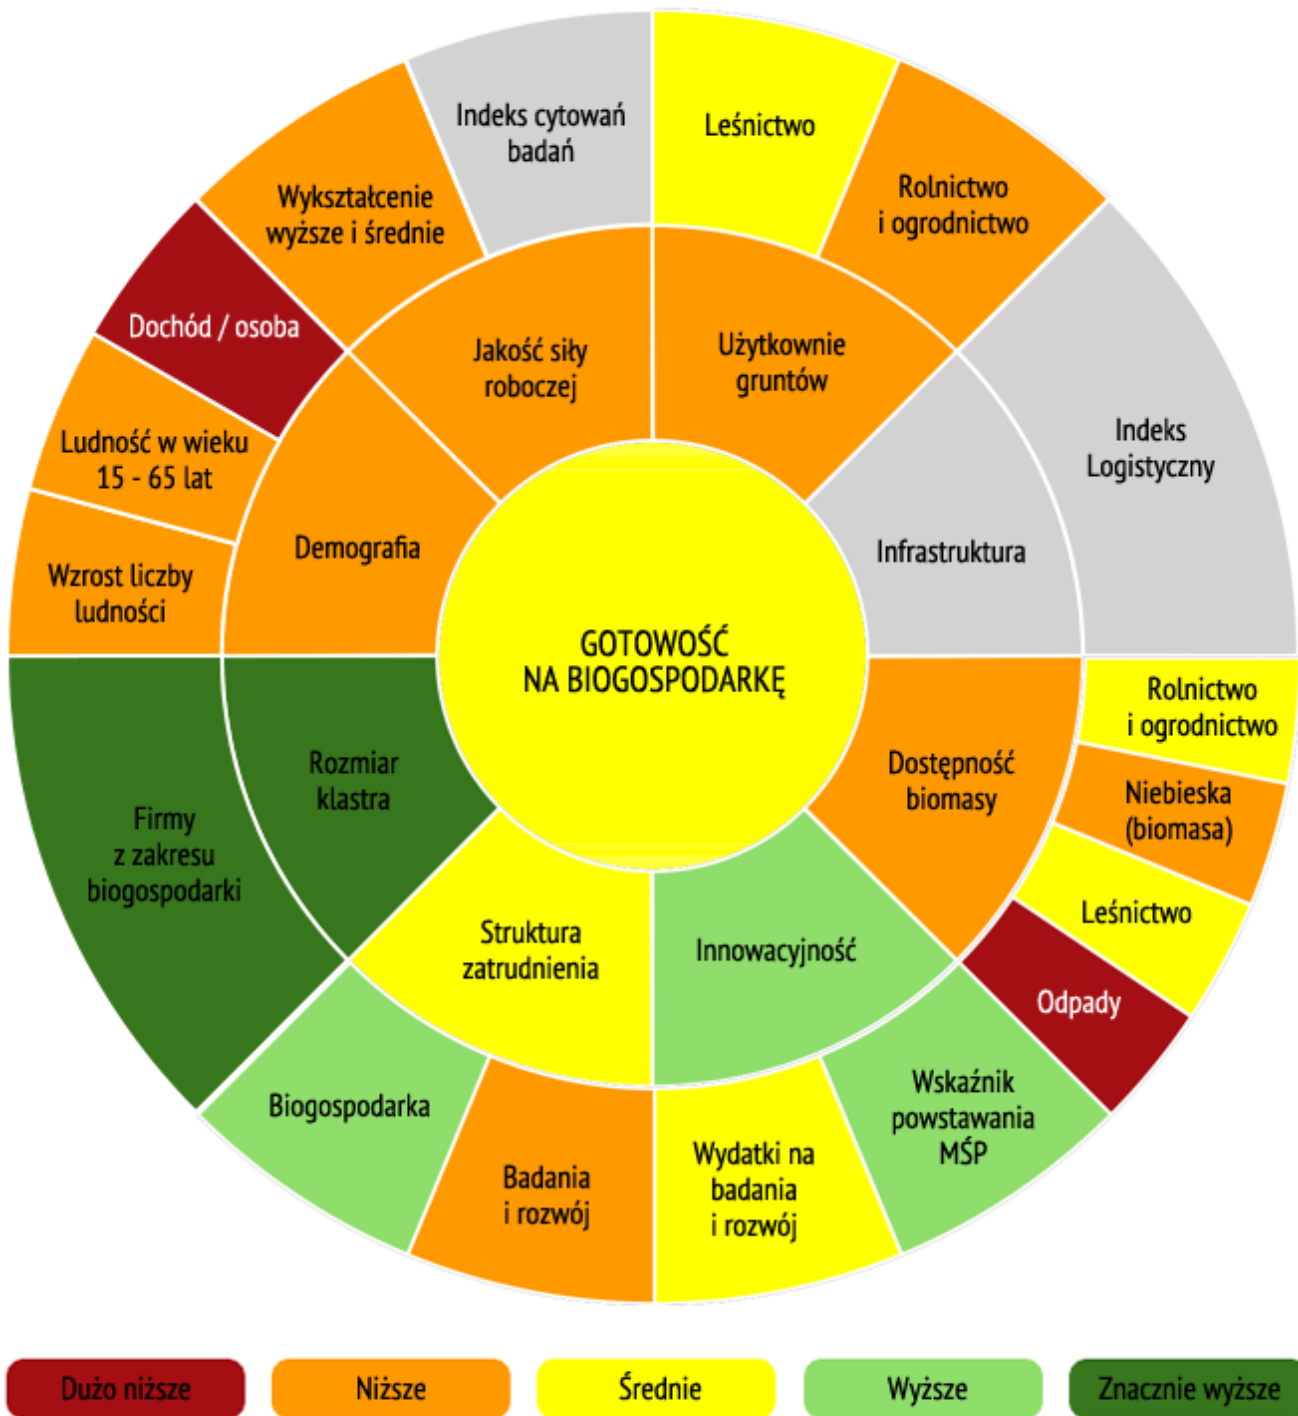 Indeks cytowań
badań
Leśnictwo
Wykształcenie
wyższe i średnie
Rolnictwo
i ogrodnictwo
Dochód / osoba
Jakość siły
roboczej
Użytkownie
gruntów
Ludność w wieku
15 - 65 lat
Indeks
Logistyczny
Demografia
Infrastruktura
Wzrost liczby
ludności
GOTOWOŚĆ
NA BIOGOSPODARKĘ
Rolnictwo
i ogrodnictwo
Rozmiar
klastra
Dostępność
biomasy
Niebieska
(biomasa)
Firmy
z zakresu
biogospodarki
Leśnictwo
Struktura
zatrudnienia
Innowacyjność
Odpady
Biogospodarka
Wskaźnik
powstawania
MŚP
Badania
i rozwój
Wydatki na
badania
i rozwój
Dużo niższe
Niższe
Średnie
Wyższe
Znacznie wyższe